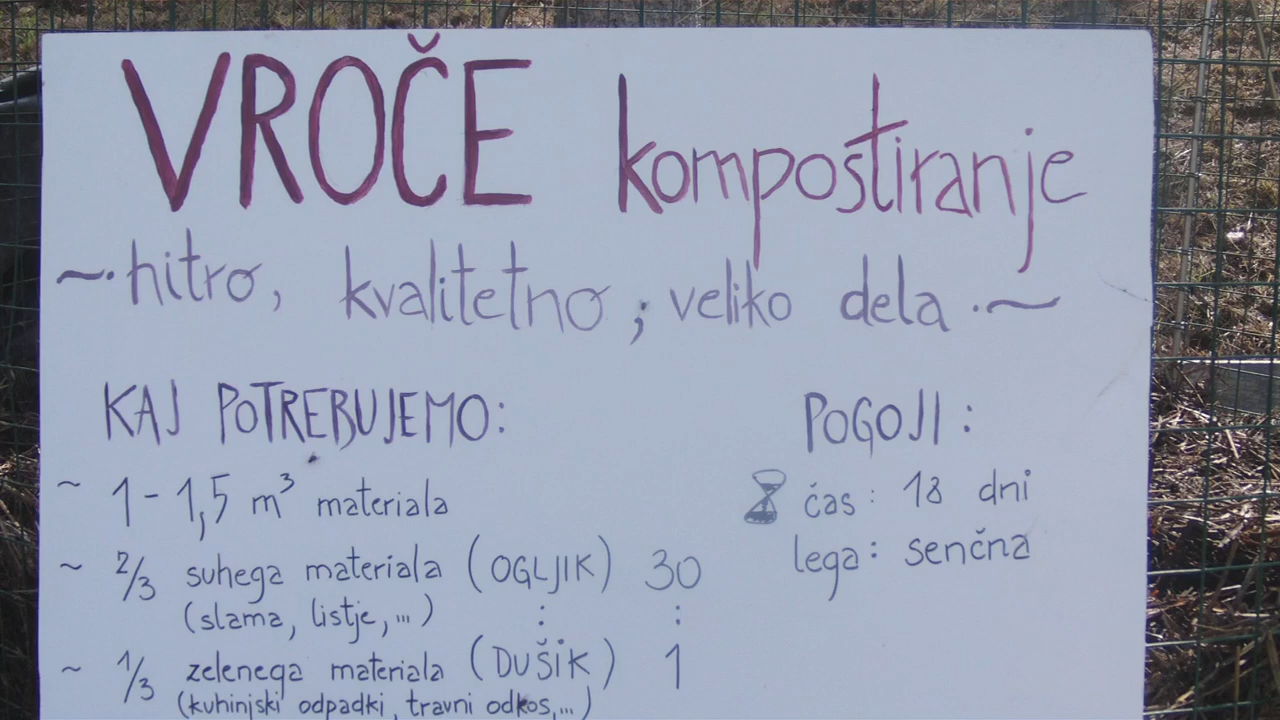 VROČE kompostiranje
~·hitro, kvalitetno, veliko dela·~
KAJ POTREBUJEMO:
~ 1-1,5 m³ materiala
~ 2/3 suhega materiala (OGLJIK) 30
(slama, listje,...) : :
~ 1/3 zelenega materiala (DUŠIK) 1
(kuhinjski odpadki, travni odkos,...)
POGOJI:
čas: 18 dni
lega: senčna